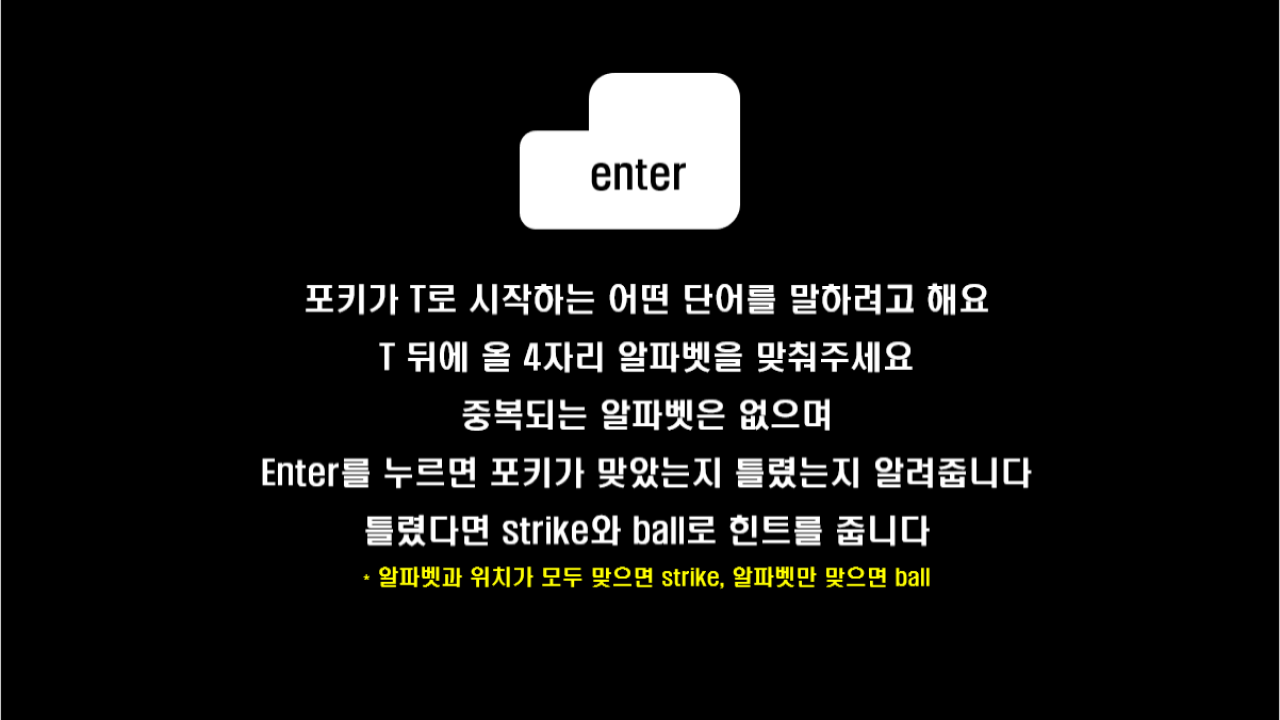 enter
포키가 T로 시작하는 어떤 단어를 말하려고 해요
T 뒤에 올 4자리 알파벳을 맞춰주세요
중복되는 알파벳은 없으며
Enter를 누르면 포키가 맞았는지 틀렸는지 알려줍니다
틀렸다면 strike와 ball로 힌트를 줍니다
* 알파벳과 위치가 모두 맞으면 strike, 알파벳만 맞으면 ball